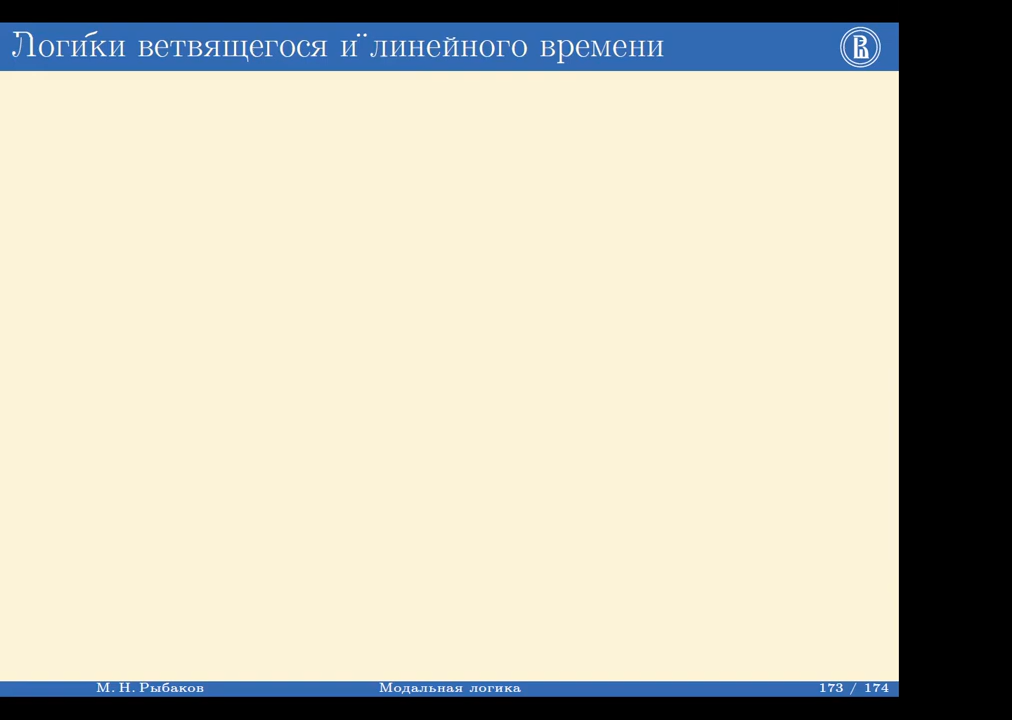 Логики ветвящегося и линейного времени
М. Н. Рыбаков Модальная логика 173 / 174